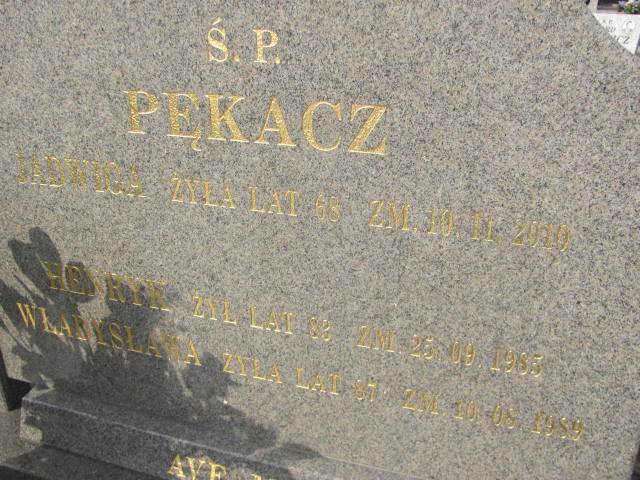 Ś. P.
PĘKACZ
JADWIGA ŻYŁA LAT 68 ZM. 10. 11. 2010
HENRYK ŻYŁ LAT 83 ZM. 25. 09. 1985
WŁADYSŁAWA ŻYŁA LAT 87 ZM. 10. 08. 1989
AVE